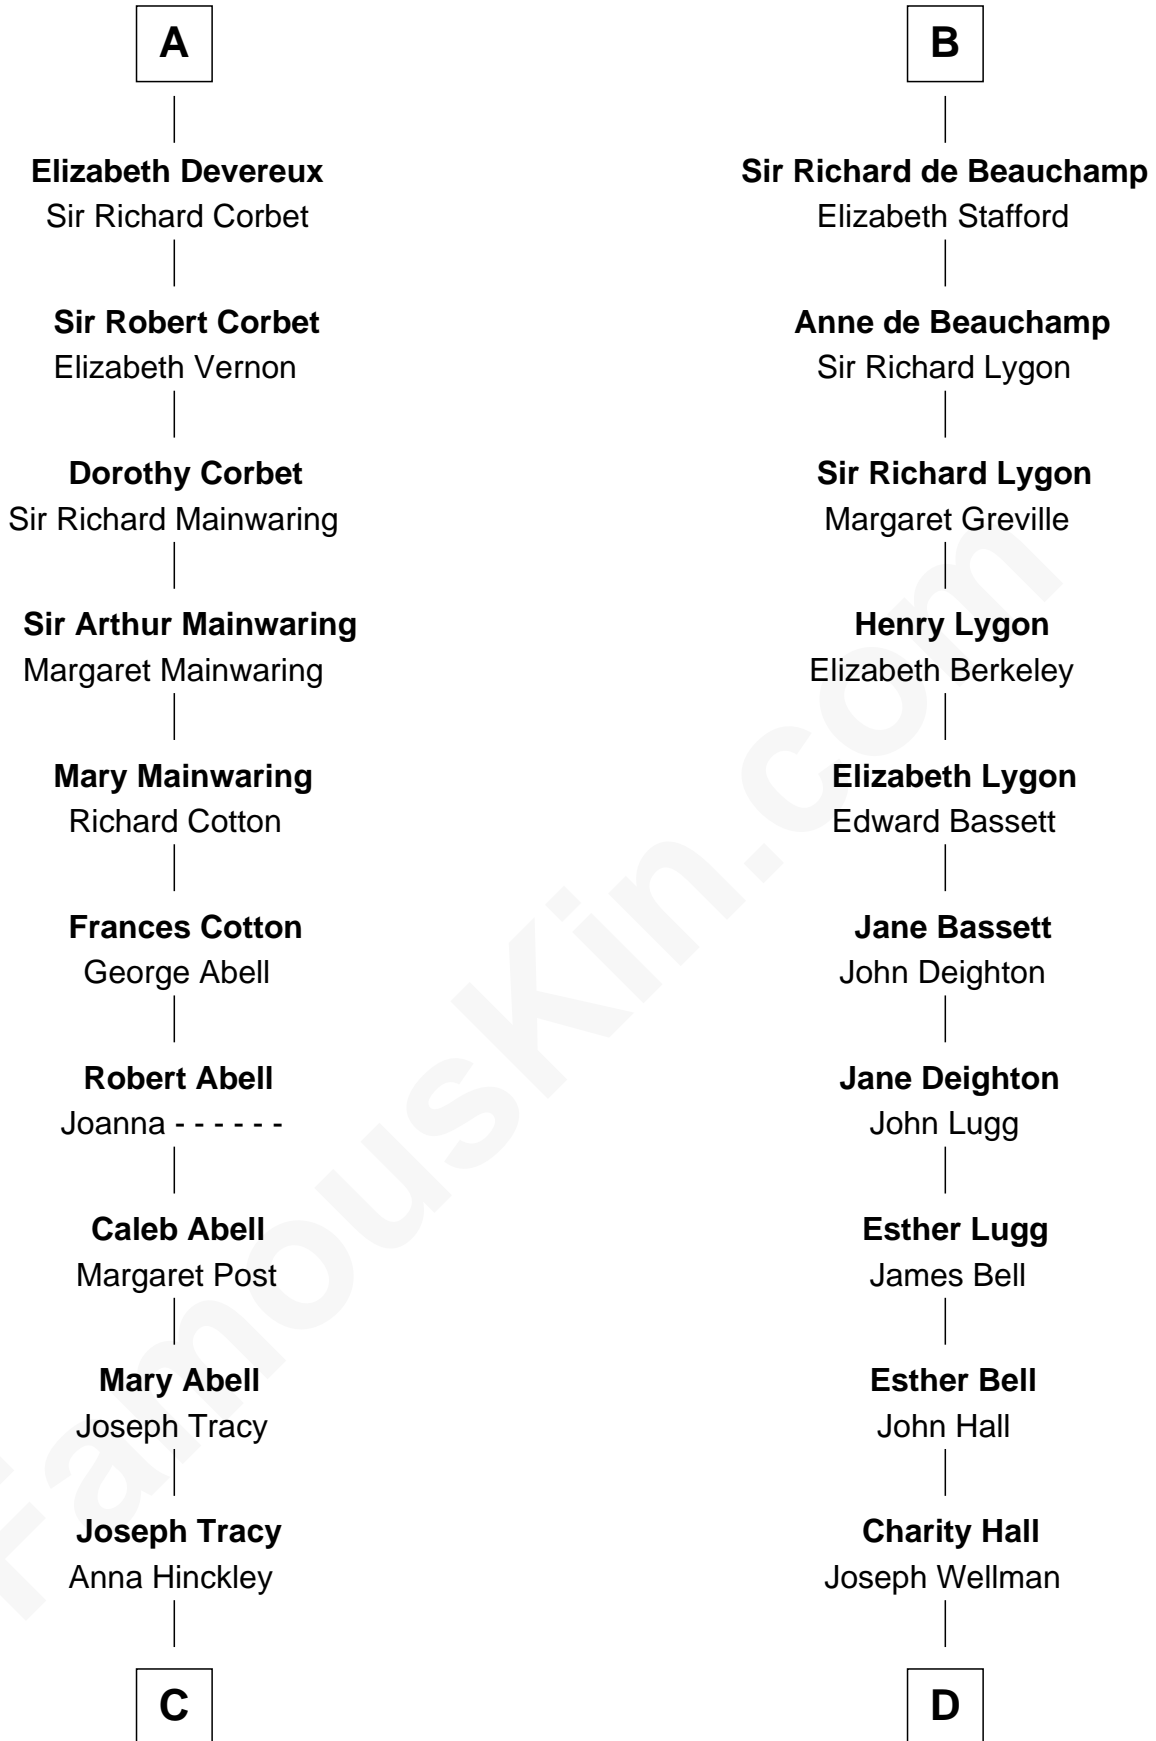 A
Elizabeth Devereux
Sir Richard Corbet
Sir Robert Corbet
Elizabeth Vernon
Dorothy Corbet
Sir Richard Mainwaring
Sir Arthur Mainwaring
Margaret Mainwaring
Mary Mainwaring
Richard Cotton
Frances Cotton
George Abell
Robert Abell
Joanna - - - - - -
Caleb Abell
Margaret Post
Mary Abell
Joseph Tracy
Joseph Tracy
Anna Hinckley
C
B
Sir Richard de Beauchamp
Elizabeth Stafford
Anne de Beauchamp
Sir Richard Lygon
Sir Richard Lygon
Margaret Greville
Henry Lygon
Elizabeth Berkeley
Elizabeth Lygon
Edward Bassett
Jane Bassett
John Deighton
Jane Deighton
John Lugg
Esther Lugg
James Bell
Esther Bell
John Hall
Charity Hall
Joseph Wellman
D
FamousKin.com